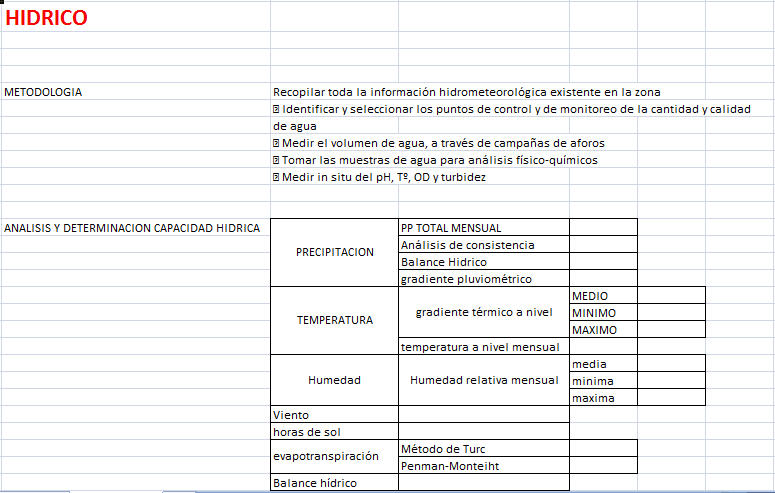 HIDRICO
METODOLOGIA Recopilar toda la información hidrometeorológica existente en la zona
⍰ Identificar y seleccionar los puntos de control y de monitoreo de la cantidad y calidad
de agua
⍰ Medir el volumen de agua, a través de campañas de aforos
⍰ Tomar las muestras de agua para análisis físico-químicos
⍰ Medir in situ del pH, Tº, OD y turbidez
ANALISIS Y DETERMINACION CAPACIDAD HIDRICA
PRECIPITACION
PP TOTAL MENSUAL
Análisis de consistencia
Balance Hidrico
gradiente pluviométrico
TEMPERATURA
gradiente térmico a nivel
MEDIO
MINIMO
MAXIMO
temperatura a nivel mensual
Humedad
Humedad relativa mensual
media
minima
maxima
Viento
horas de sol
evapotranspiración
Método de Turc
Penman-Monteiht
Balance hídrico